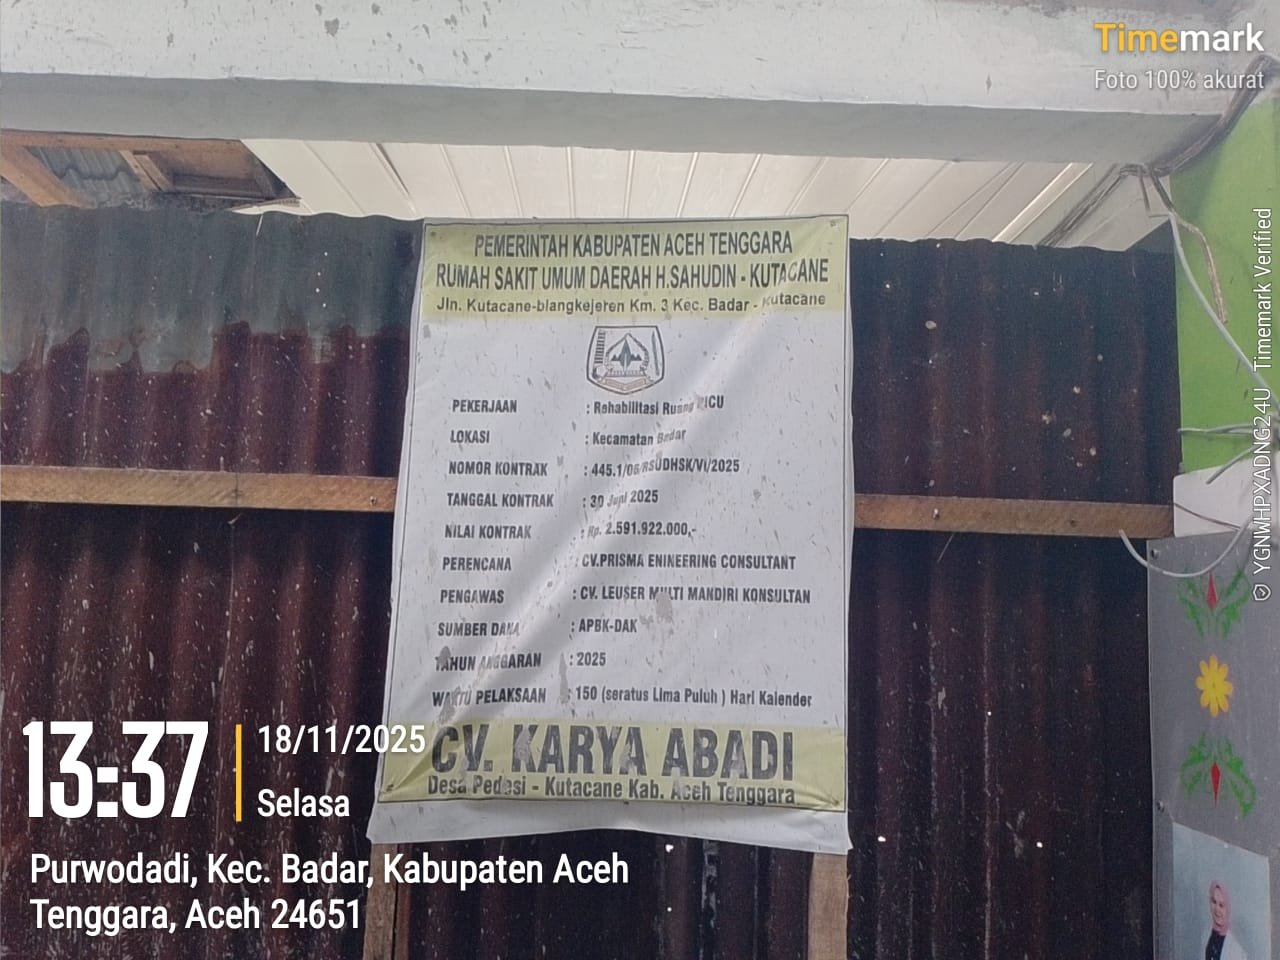 Timemark
Foto 100% akurat
PEMERINTAH KABUPATEN ACEH TENGGARA
RUMAH SAKIT UMUM DAERAH H.SAHUDIN - KUTACANE
Jln. Kutacane-blangkejeren Km. 3 Kec. Badar - Kutacane
PEKERJAAN : Rehabilitasi Ruang PICU
LOKASI : Kecamatan Badar
NOMOR KONTRAK : 445.1/06/RSUDHSK/VI/2025
TANGGAL KONTRAK : 30 Juni 2025
NILAI KONTRAK : Rp. 2.591.922.000,-
PERENCANA : CV.PRISMA ENINEERING CONSULTANT
PENGAWAS : CV. LEUSER MULTI MANDIRI KONSULTAN
SUMBER DANA : APBK-DAK
TAHUN ANGGARAN : 2025
WAKTU PELAKSAAN : 150 (seratus Lima Puluh ) Hari Kalender
CV. KARYA ABADI
Desa Pedesi - Kutacane Kab. Aceh Tenggara
13:37
18/11/2025
Selasa
Purwodadi, Kec. Badar, Kabupaten Aceh
Tenggara, Aceh 24651
YGNWHPXADNG24U Timemark Verified